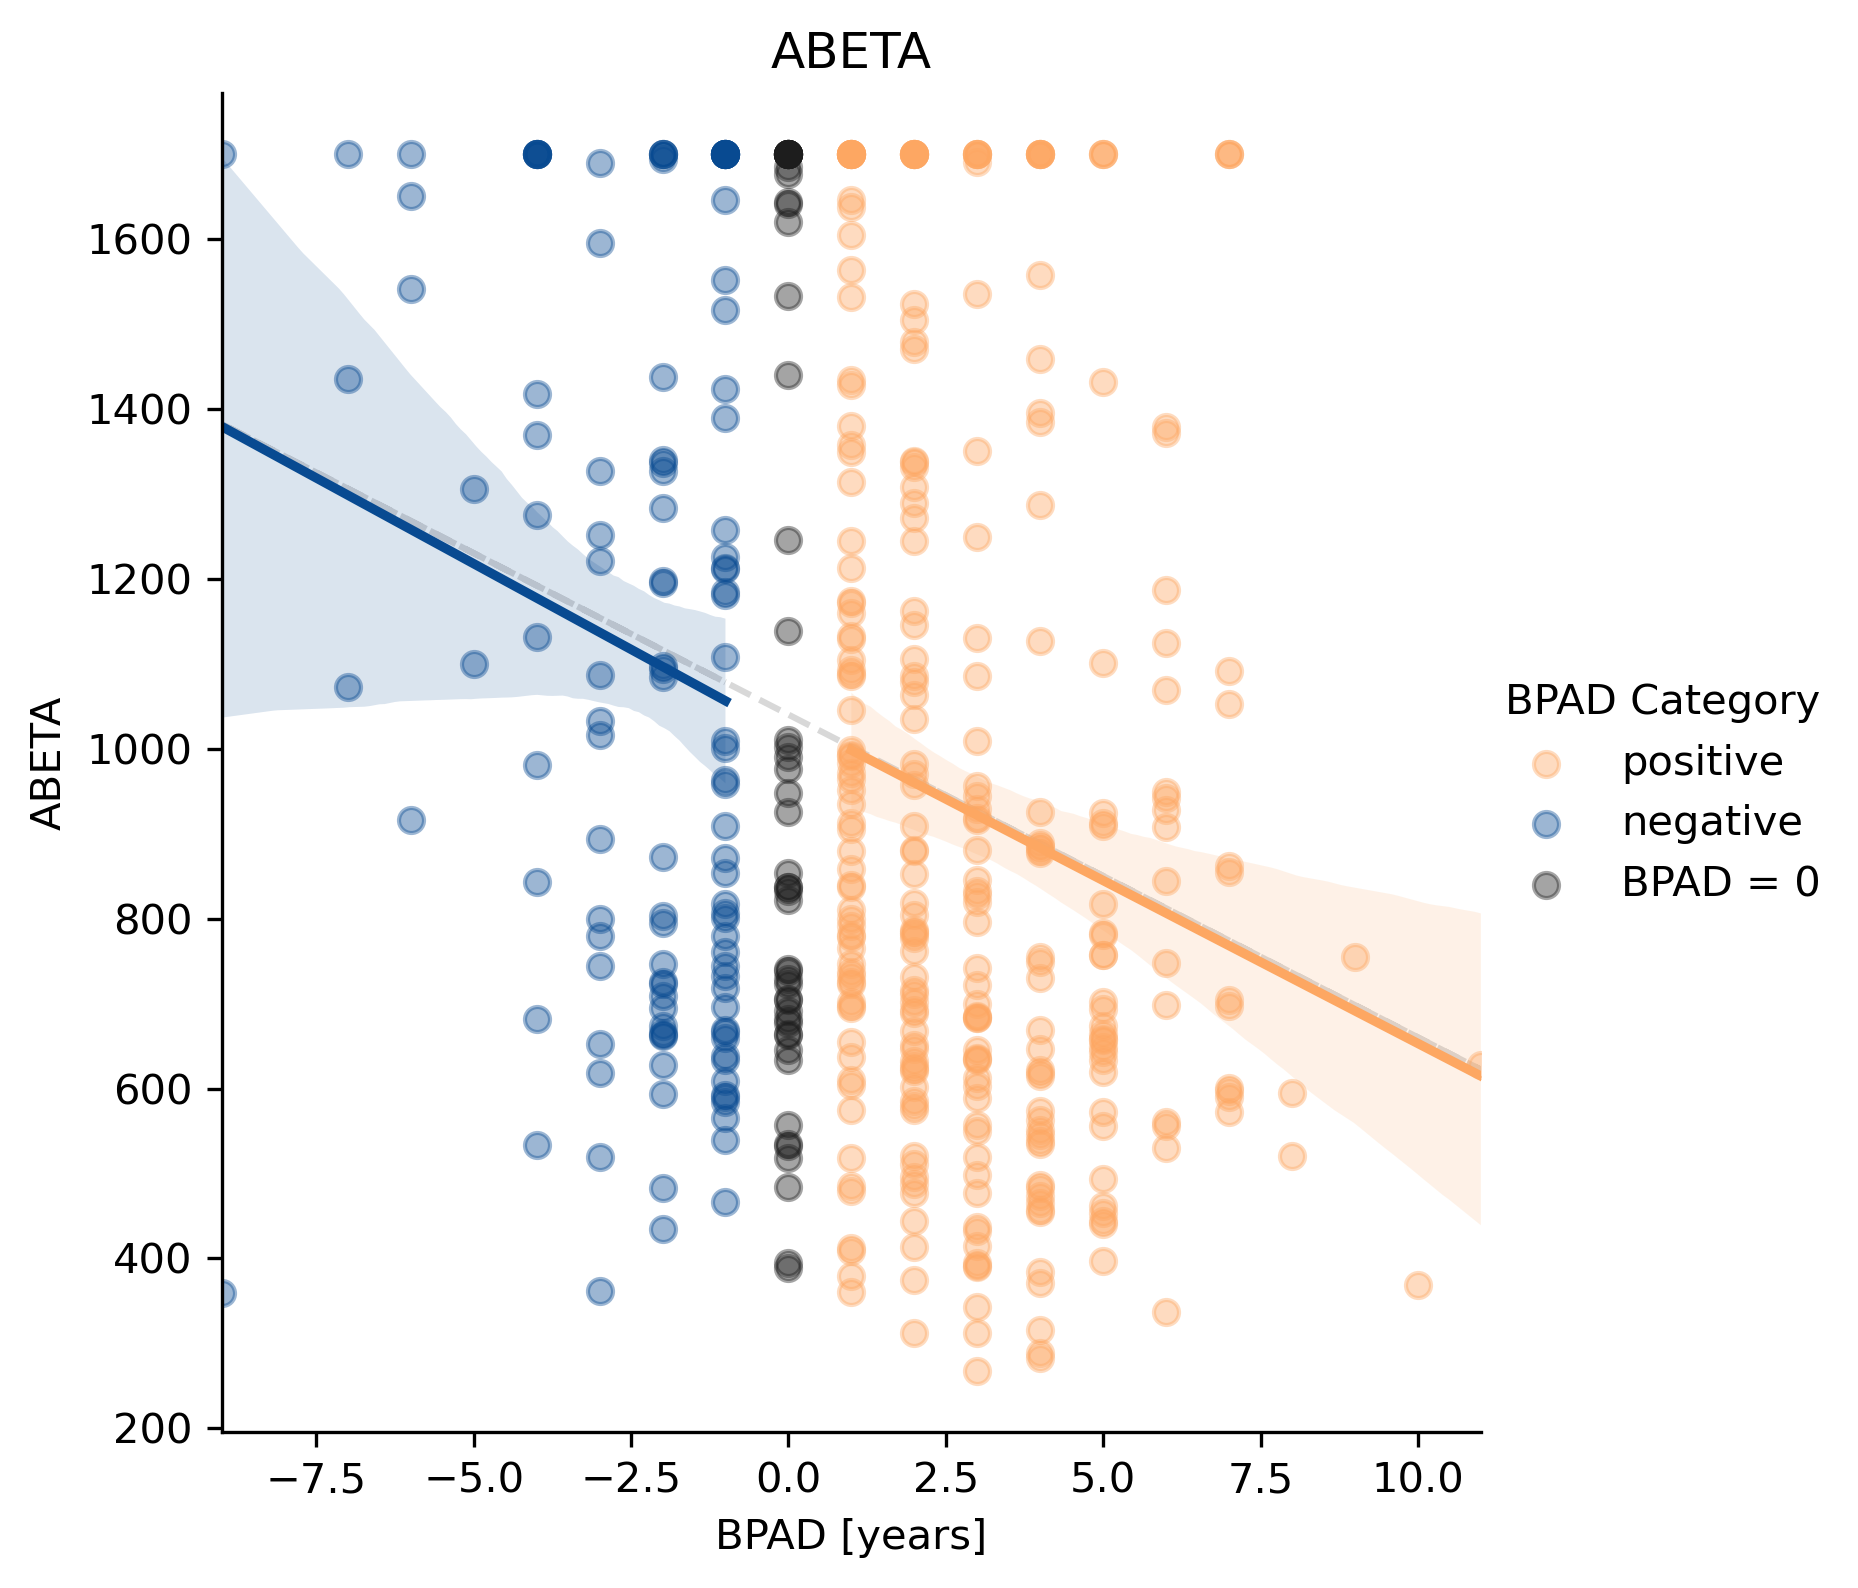 ABETA
1600
1400
1200
1000
800
600
400
200
ABETA
−7.5 −5.0 −2.5 0.0 2.5 5.0 7.5 10.0
BPAD [years]
BPAD Category
positive
negative
BPAD = 0